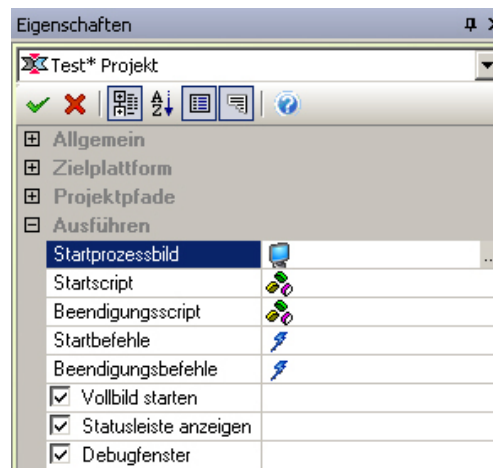 Eigenschaften
Test* Projekt
Allgemein
Zielplattform
Projektpfade
Ausführen
Startprozessbild ...
Startscript
Beendigungsscript
Startbefehle
Beendigungsbefehle
Vollbild starten
Statusleiste anzeigen
Debugfenster